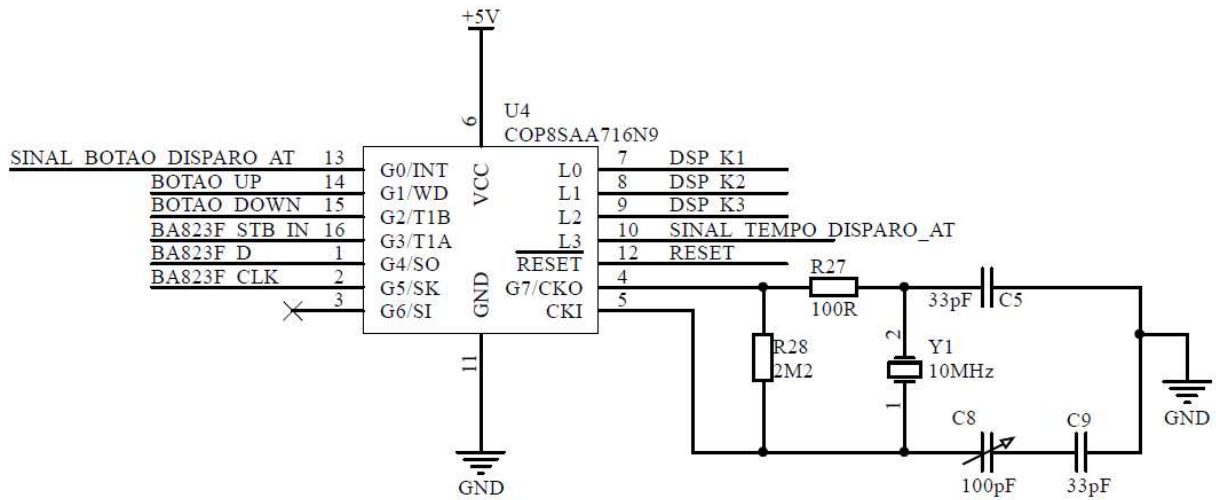 +5V
6
U4
COP8SAA716N9
SINAL_BOTAO_DISPARO_AT 13 G0/INT
BOTAO_UP 14 G1/WD
BOTAO_DOWN 15 G2/T1B
BA823F_STB_IN 16 G3/T1A
BA823F_D 1 G4/SO
BA823F_CLK 2 G5/SK
3 G6/SI
VCC
GND
L0 7 DSP_K1
L1 8 DSP_K2
L2 9 DSP_K3
L3 10 SINAL_TEMPO_DISPARO_AT
RESET 12 RESET
G7/CKO 4
CKI 5
11
GND
R27
100R
R28
2M2
33pF C5
2
Y1
10MHz
1
C8
100pF
C9
33pF
GND